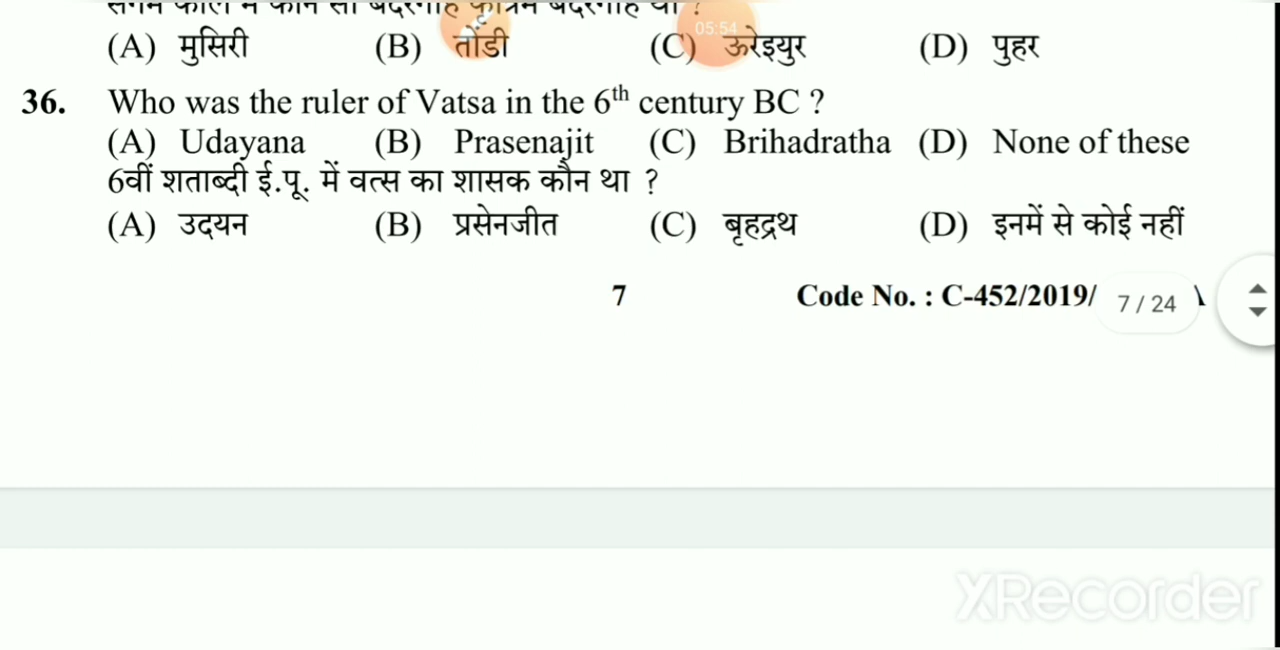 (A) मुसिरी (B) तोंडी (C) ऊरेइयुर (D) पुहर
05:54
36. Who was the ruler of Vatsa in the 6th century BC ?
(A) Udayana (B) Prasenajit (C) Brihadratha (D) None of these
6वीं शताब्दी ई.पू. में वत्स का शासक कौन था ?
(A) उदयन (B) प्रसेनजीत (C) बृहद्रथ (D) इनमें से कोई नहीं
7 Code No. : C-452/2019/
7 / 24
XRecorder